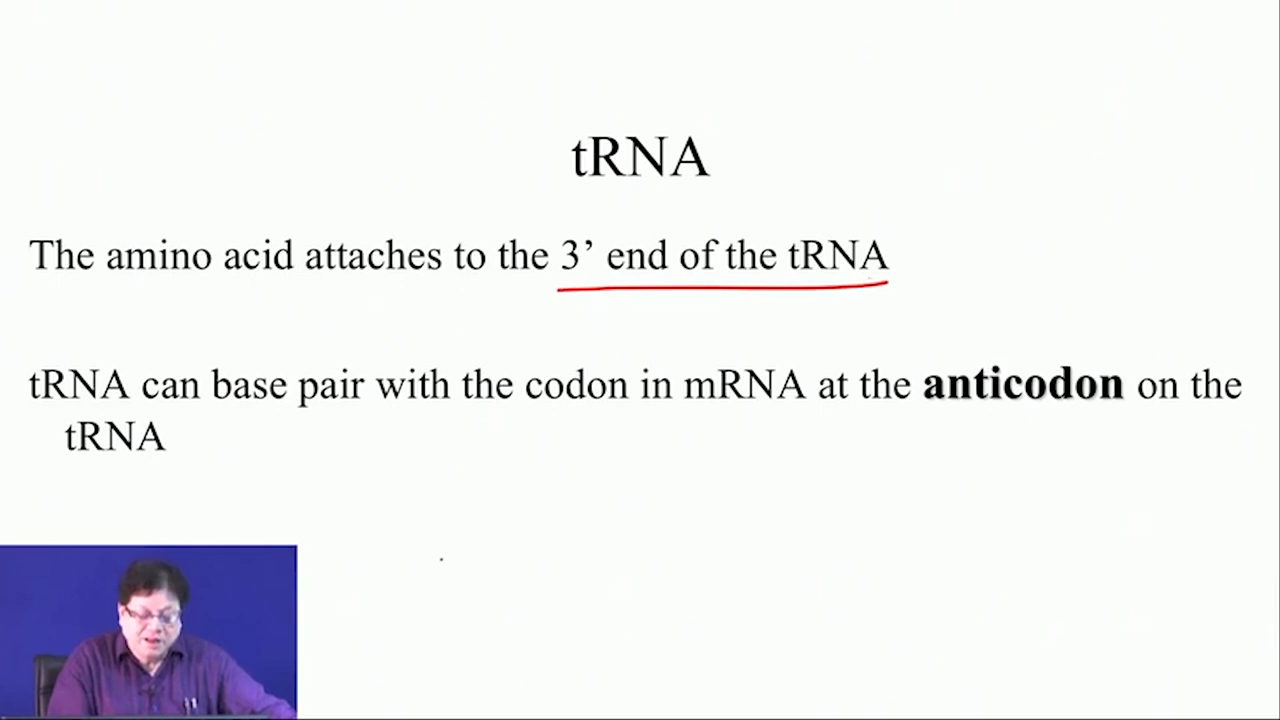 tRNA
The amino acid attaches to the 3’ end of the tRNA
tRNA can base pair with the codon in mRNA at the anticodon on the
tRNA